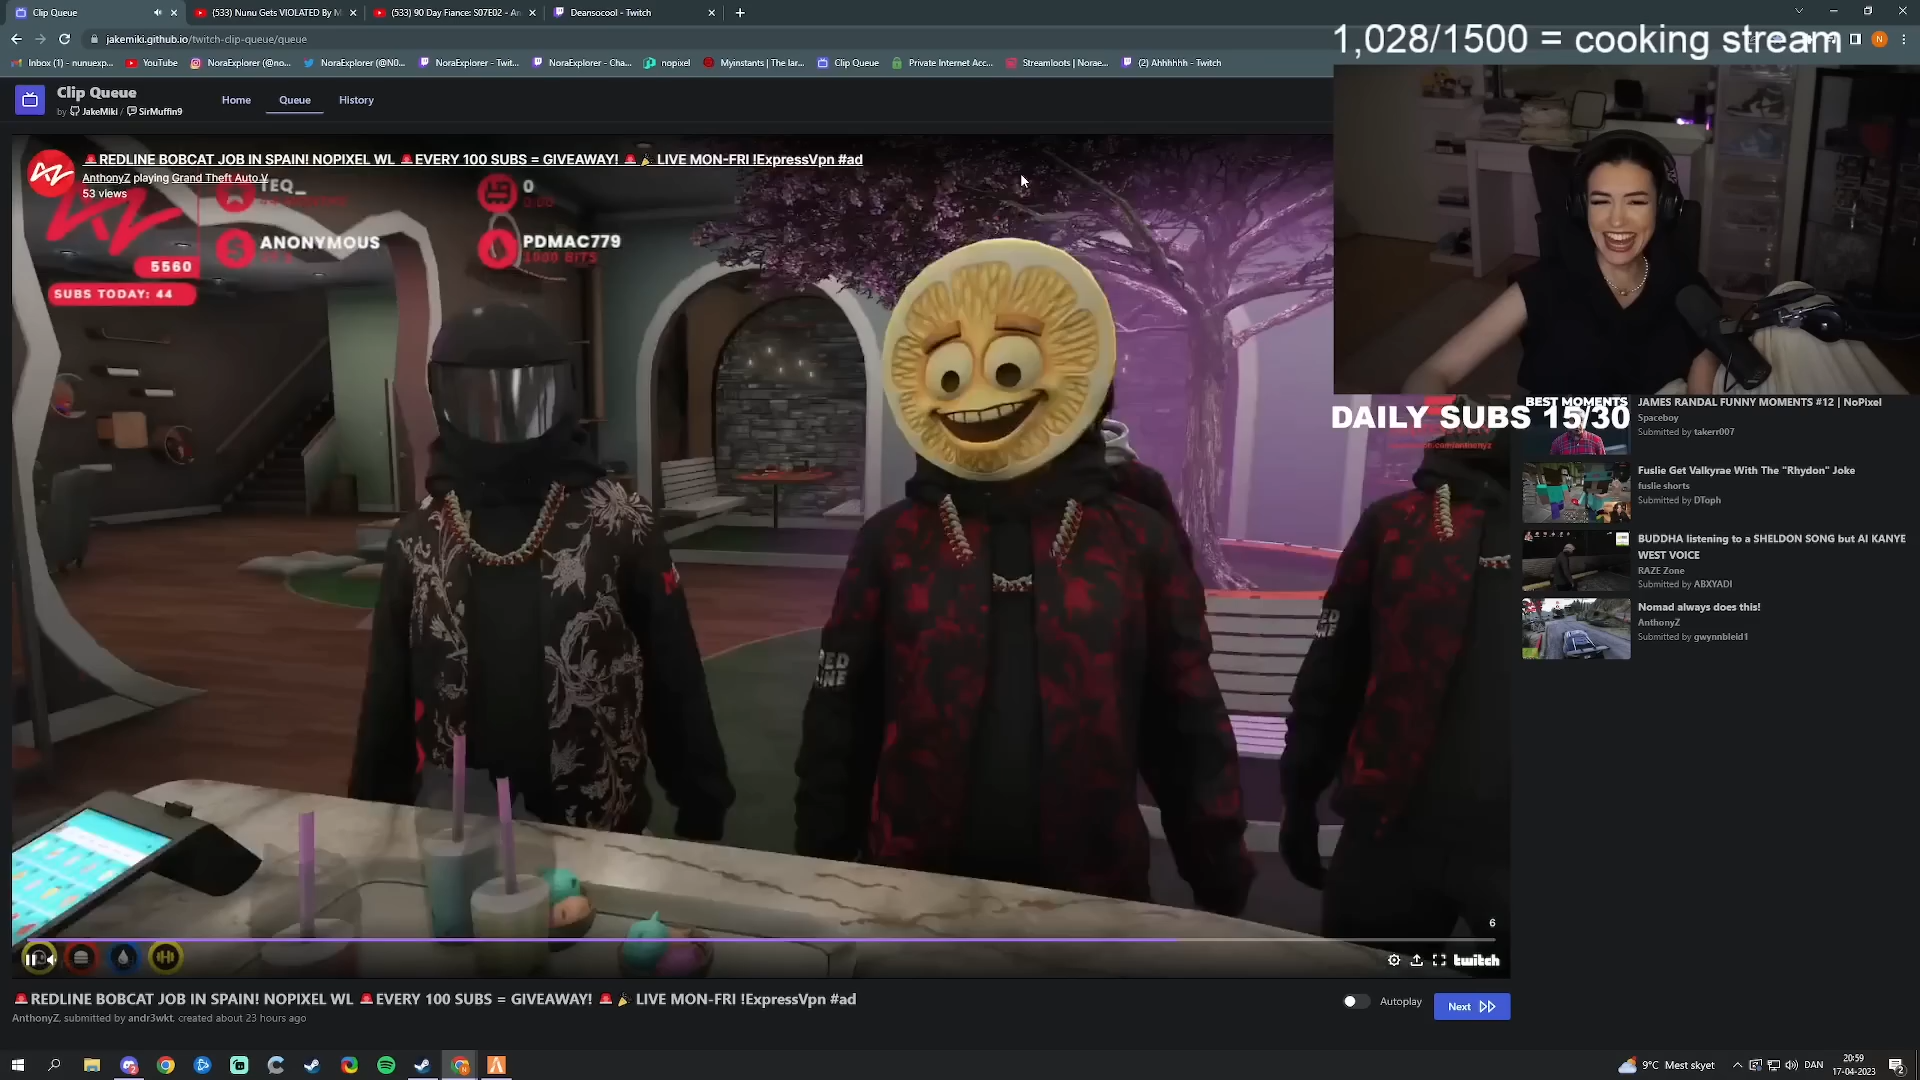 Clip Queue
(533) Nunu Gets VIOLATED By M
(533) 90 Day Fiance: S07E02 - An
Deansocool - Twitch
jakemiki.github.io/twitch-clip-queue/queue
1,028/1500 = cooking stream
Inbox (1) - nunuexp...
YouTube
NoraExplorer (@no...
NoraExplorer (@N0...
NoraExplorer - Twit...
NoraExplorer - Cha...
nopixel
Myinstants | The lar...
Clip Queue
Private Internet Acc...
Streamloots | Norae...
(2) Ahhhhhh - Twitch
Clip Queue
by JakeMiki / SirMuffin9
Home
Queue
History
REDLINE BOBCAT JOB IN SPAIN! NOPIXEL WL EVERY 100 SUBS = GIVEAWAY! LIVE MON-FRI !ExpressVpn #ad
AnthonyZ playing Grand Theft Auto V
53 views
TEQ_
0
0.00
ANONYMOUS
PDMAC779
1000 BITS
5560
SUBS TODAY: 44
DAILY SUBS 15/30
BEST MOMENTS
JAMES RANDAL FUNNY MOMENTS #12 | NoPixel
Spaceboy
Submitted by takerr007
Fuslie Get Valkyrae With The "Rhydon" Joke
fuslie shorts
Submitted by DToph
BUDDHA listening to a SHELDON SONG but AI KANYE
WEST VOICE
RAZE Zone
Submitted by ABXYADI
Nomad always does this!
AnthonyZ
Submitted by gwynnbleid1
6
twitch
REDLINE BOBCAT JOB IN SPAIN! NOPIXEL WL EVERY 100 SUBS = GIVEAWAY! LIVE MON-FRI !ExpressVpn #ad
AnthonyZ, submitted by andr3wkt, created about 23 hours ago
Autoplay
Next
9°C Mest skyet
DAN
20:59
17-04-2023